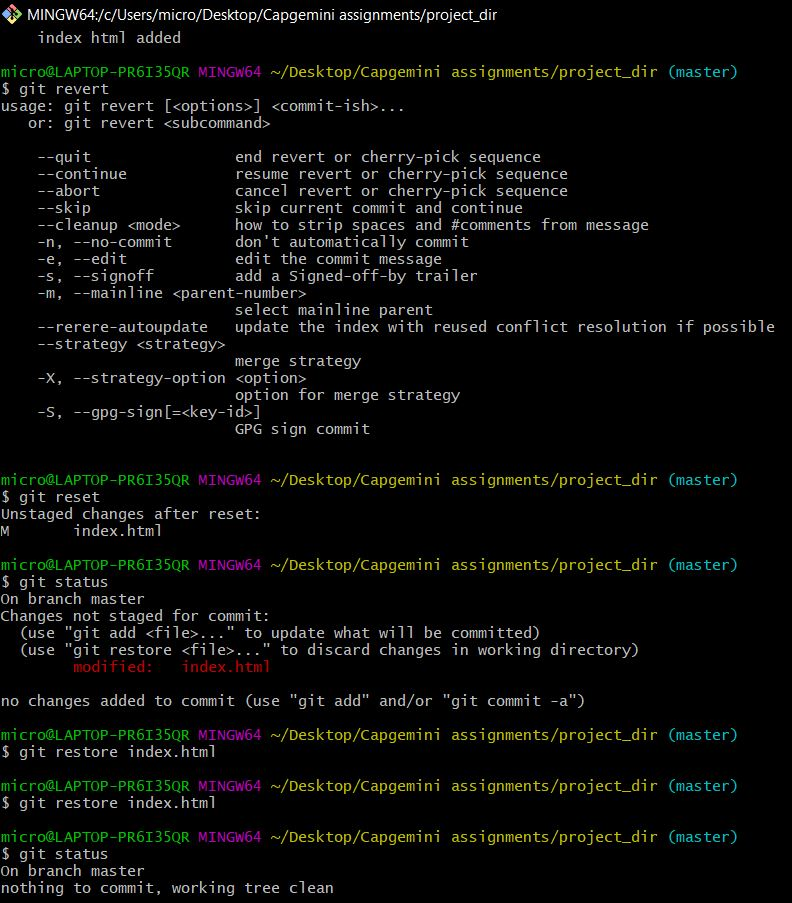 MINGW64:/c/Users/micro/Desktop/Capgemini assignments/project_dir
    index html added

micro@LAPTOP-PR6I35QR MINGW64 ~/Desktop/Capgemini assignments/project_dir (master)
$ git revert
usage: git revert [<options>] <commit-ish>...
   or: git revert <subcommand>

    --quit                end revert or cherry-pick sequence
    --continue            resume revert or cherry-pick sequence
    --abort               cancel revert or cherry-pick sequence
    --skip                skip current commit and continue
    --cleanup <mode>      how to strip spaces and #comments from message
    -n, --no-commit       don't automatically commit
    -e, --edit            edit the commit message
    -s, --signoff         add a Signed-off-by trailer
    -m, --mainline <parent-number>
                          select mainline parent
    --rerere-autoupdate   update the index with reused conflict resolution if possible
    --strategy <strategy>
                          merge strategy
    -X, --strategy-option <option>
                          option for merge strategy
    -S, --gpg-sign[=<key-id>]
                          GPG sign commit

micro@LAPTOP-PR6I35QR MINGW64 ~/Desktop/Capgemini assignments/project_dir (master)
$ git reset
Unstaged changes after reset:
M       index.html

micro@LAPTOP-PR6I35QR MINGW64 ~/Desktop/Capgemini assignments/project_dir (master)
$ git status
On branch master
Changes not staged for commit:
  (use "git add <file>..." to update what will be committed)
  (use "git restore <file>..." to discard changes in working directory)
        modified:   index.html

no changes added to commit (use "git add" and/or "git commit -a")

micro@LAPTOP-PR6I35QR MINGW64 ~/Desktop/Capgemini assignments/project_dir (master)
$ git restore index.html

micro@LAPTOP-PR6I35QR MINGW64 ~/Desktop/Capgemini assignments/project_dir (master)
$ git restore index.html

micro@LAPTOP-PR6I35QR MINGW64 ~/Desktop/Capgemini assignments/project_dir (master)
$ git status
On branch master
nothing to commit, working tree clean